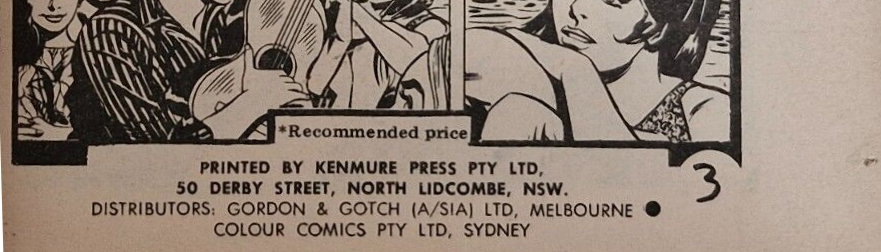 *Recommended price
PRINTED BY KENMURE PRESS PTY LTD,
50 DERBY STREET, NORTH LIDCOMBE, NSW.
DISTRIBUTORS: GORDON & GOTCH (A/SIA) LTD, MELBOURNE ●
COLOUR COMICS PTY LTD, SYDNEY
3